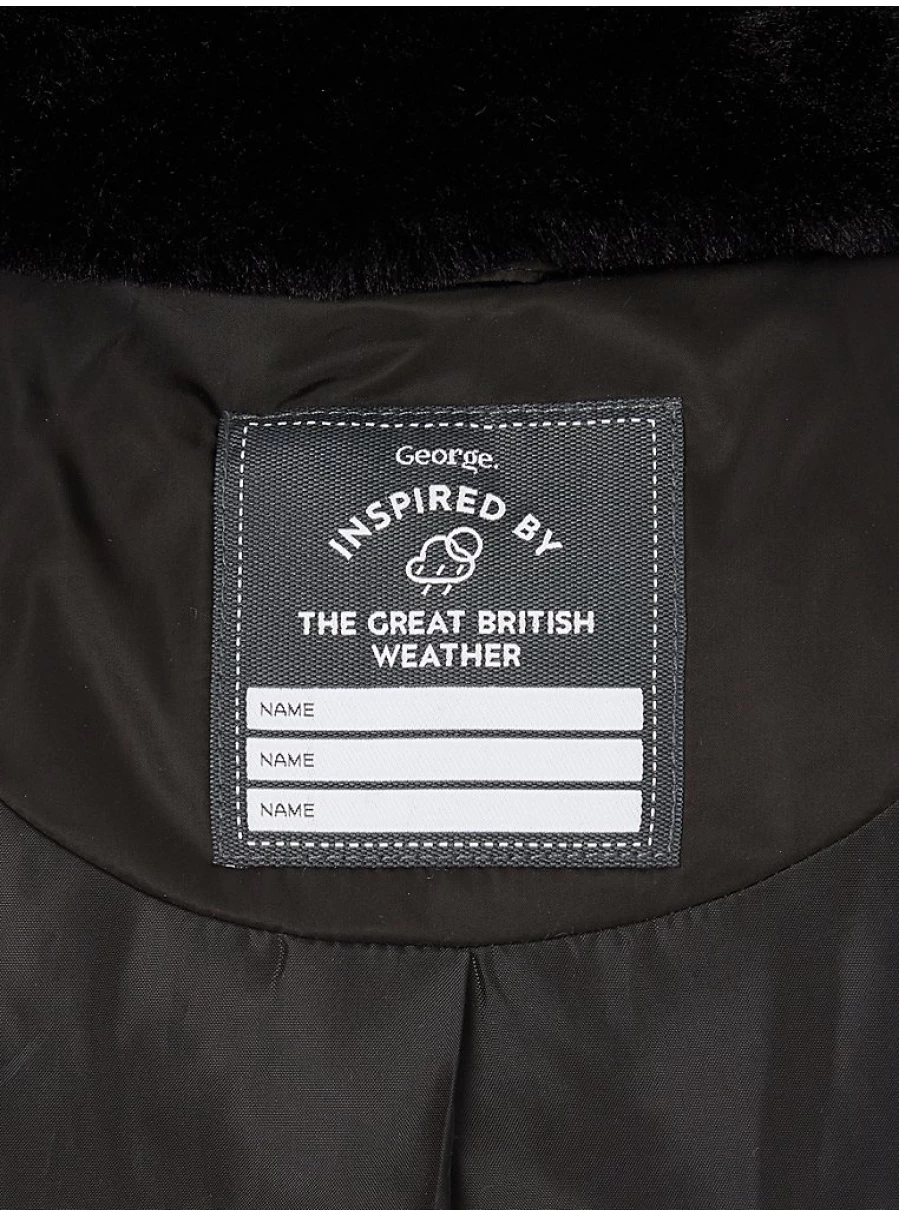 George.
INSPIRED BY
THE GREAT BRITISH
WEATHER
NAME
NAME
NAME